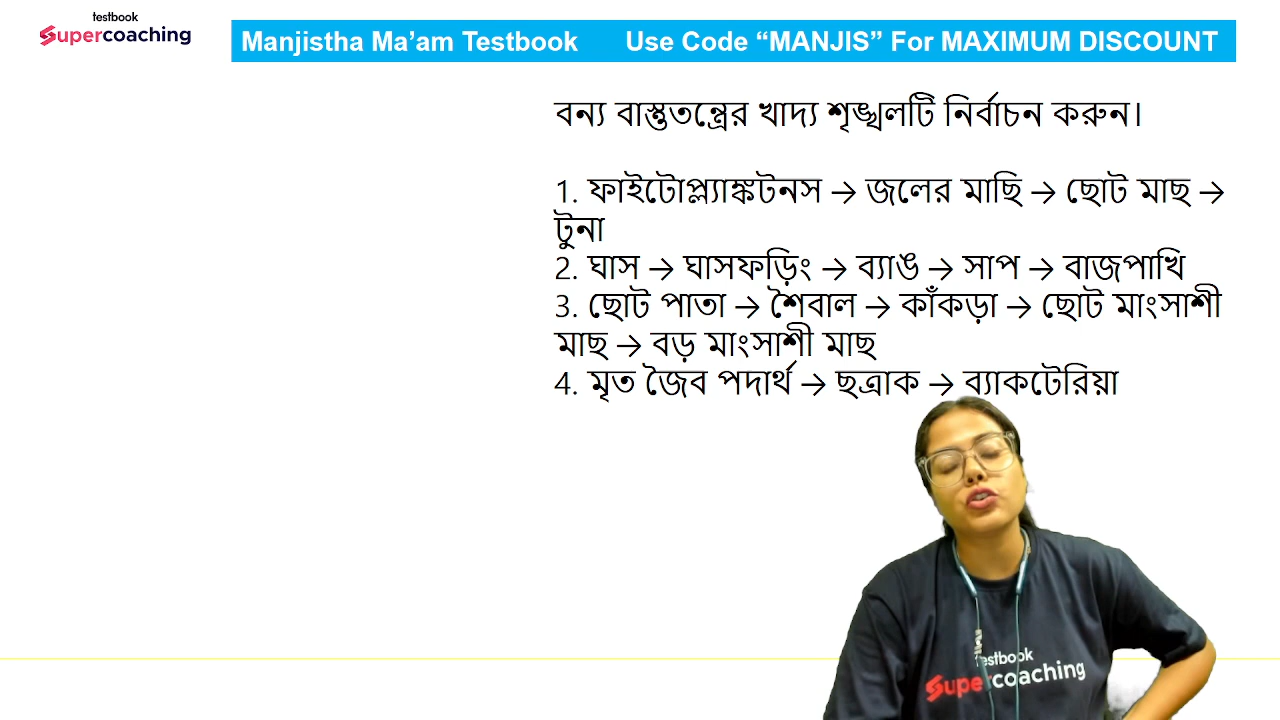 testbook
Supercoaching
Manjistha Ma’am Testbook Use Code “MANJIS” For MAXIMUM DISCOUNT
বন্য বাস্তুতন্ত্রের খাদ্য শৃঙ্খলটি নির্বাচন করুন।
1. ফাইটোপ্ল্যাঙ্কটনস → জলের মাছি → ছোট মাছ →
টুনা
2. ঘাস → ঘাসফড়িং → ব্যাঙ → সাপ → বাজপাখি
3. ছোট পাতা → শৈবাল → কাঁকড়া → ছোট মাংসাশী
মাছ → বড় মাংসাশী মাছ
4. মৃত জৈব পদার্থ → ছত্রাক → ব্যাকটেরিয়া
testbook
Supercoaching